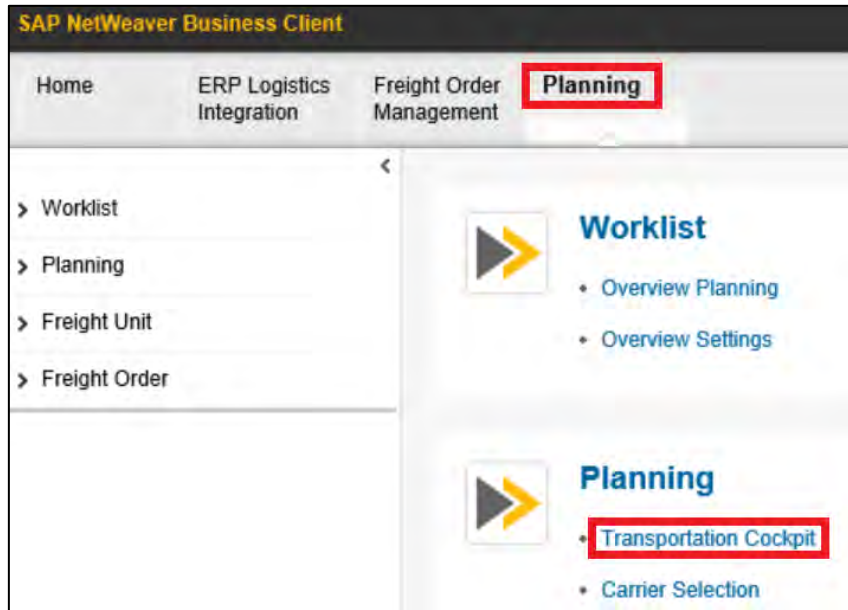 SAP NetWeaver Business Client
Home
ERP Logistics
Integration
Freight Order
Management
Planning
Worklist
Planning
Freight Unit
Freight Order
Worklist
Overview Planning
Overview Settings
Planning
Transportation Cockpit
Carrier Selection